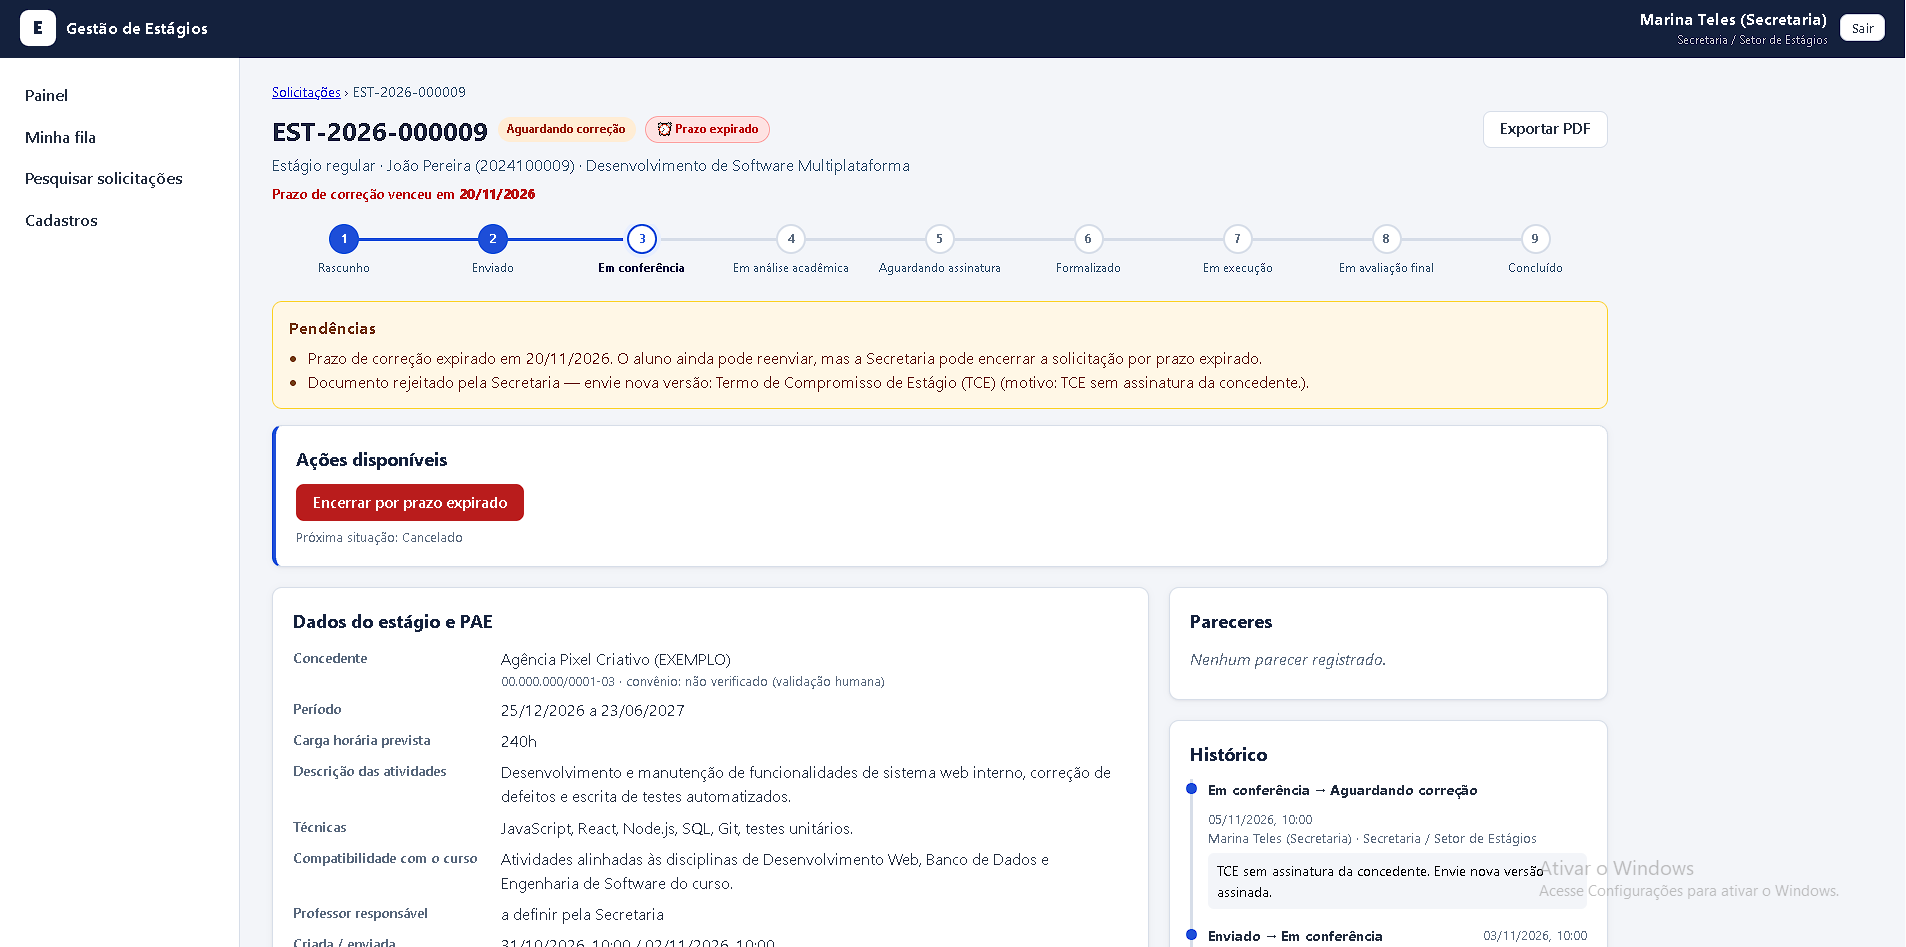 E Gestão de Estágios
Marina Teles (Secretaria)
Secretaria / Setor de Estágios
Sair
Painel
Minha fila
Pesquisar solicitações
Cadastros
Solicitações › EST-2026-000009
EST-2026-000009 Aguardando correção ⏰ Prazo expirado
Exportar PDF
Estágio regular · João Pereira (2024100009) · Desenvolvimento de Software Multiplataforma
Prazo de correção venceu em 20/11/2026
1 2 3 4 5 6 7 8 9
Rascunho Enviado Em conferência Em análise acadêmica Aguardando assinatura Formalizado Em execução Em avaliação final Concluído
Pendências
• Prazo de correção expirado em 20/11/2026. O aluno ainda pode reenviar, mas a Secretaria pode encerrar a solicitação por prazo expirado.
• Documento rejeitado pela Secretaria — envie nova versão: Termo de Compromisso de Estágio (TCE) (motivo: TCE sem assinatura da concedente.).
Ações disponíveis
Encerrar por prazo expirado
Próxima situação: Cancelado
Dados do estágio e PAE
Concedente Agência Pixel Criativo (EXEMPLO)
00.000.000/0001-03 · convênio: não verificado (validação humana)
Período 25/12/2026 a 23/06/2027
Carga horária prevista 240h
Descrição das atividades Desenvolvimento e manutenção de funcionalidades de sistema web interno, correção de
defeitos e escrita de testes automatizados.
Técnicas JavaScript, React, Node.js, SQL, Git, testes unitários.
Compatibilidade com o curso Atividades alinhadas às disciplinas de Desenvolvimento Web, Banco de Dados e
Engenharia de Software do curso.
Professor responsável a definir pela Secretaria
Criada / enviada 31/10/2026, 10:00 / 02/11/2026, 10:00
Pareceres
Nenhum parecer registrado.
Histórico
Em conferência → Aguardando correção
05/11/2026, 10:00
Marina Teles (Secretaria) · Secretaria / Setor de Estágios
TCE sem assinatura da concedente. Envie nova versão
assinada.
Enviado → Em conferência 03/11/2026, 10:00
Ativar o Windows
Acesse Configurações para ativar o Windows.